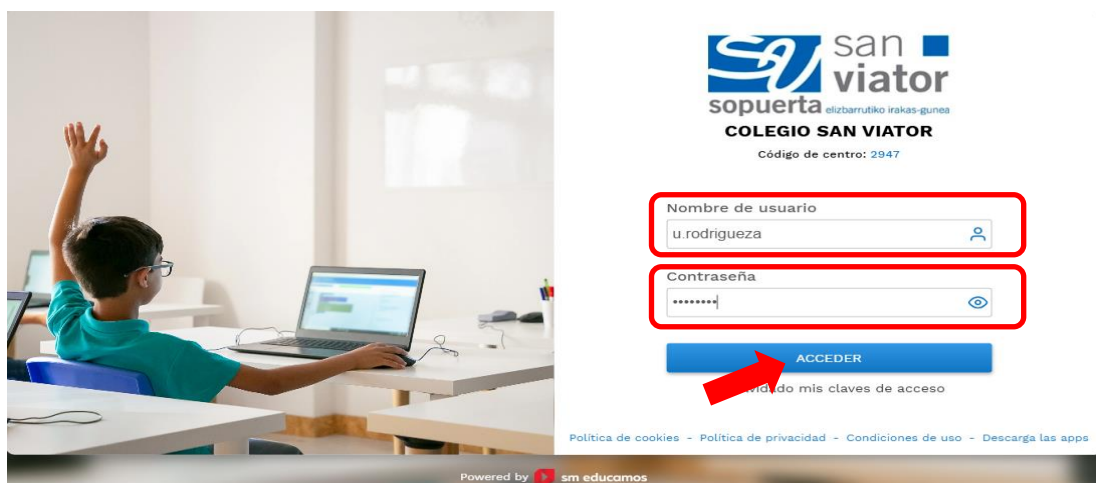 san
viator
sopuerta elizbarrutiko irakas-gunea
COLEGIO SAN VIATOR
Código de centro: 2947
Nombre de usuario
u.rodrigueza
Contraseña
••••••••
ACCEDER
do mis claves de acceso
Política de cookies - Política de privacidad - Condiciones de uso - Descarga las apps
Powered by sm educamos